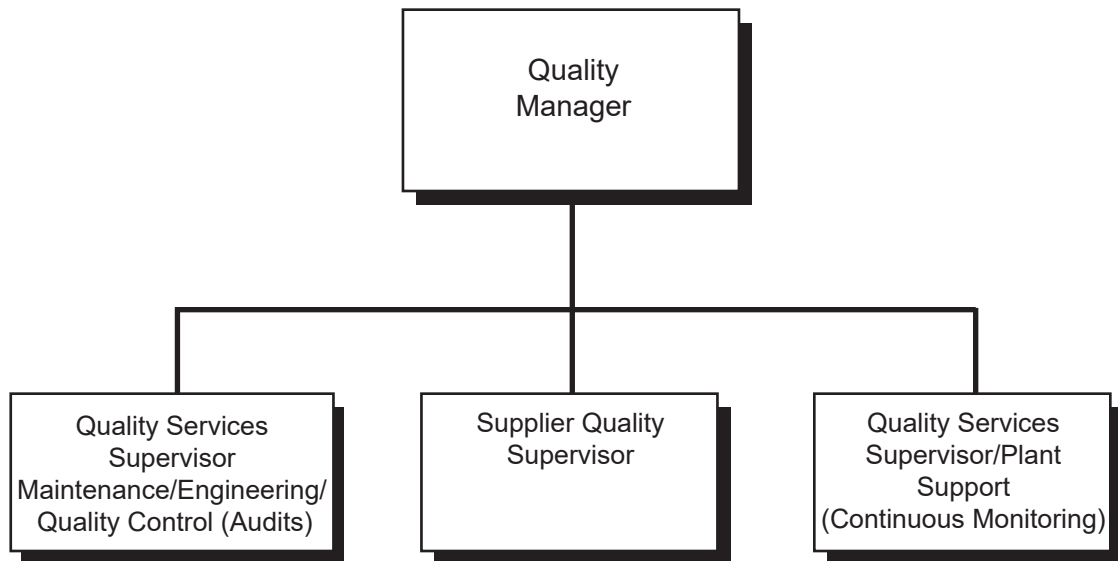 Quality
Manager
Quality Services
Supervisor
Maintenance/Engineering/
Quality Control (Audits)
Supplier Quality
Supervisor
Quality Services
Supervisor/Plant
Support
(Continuous Monitoring)